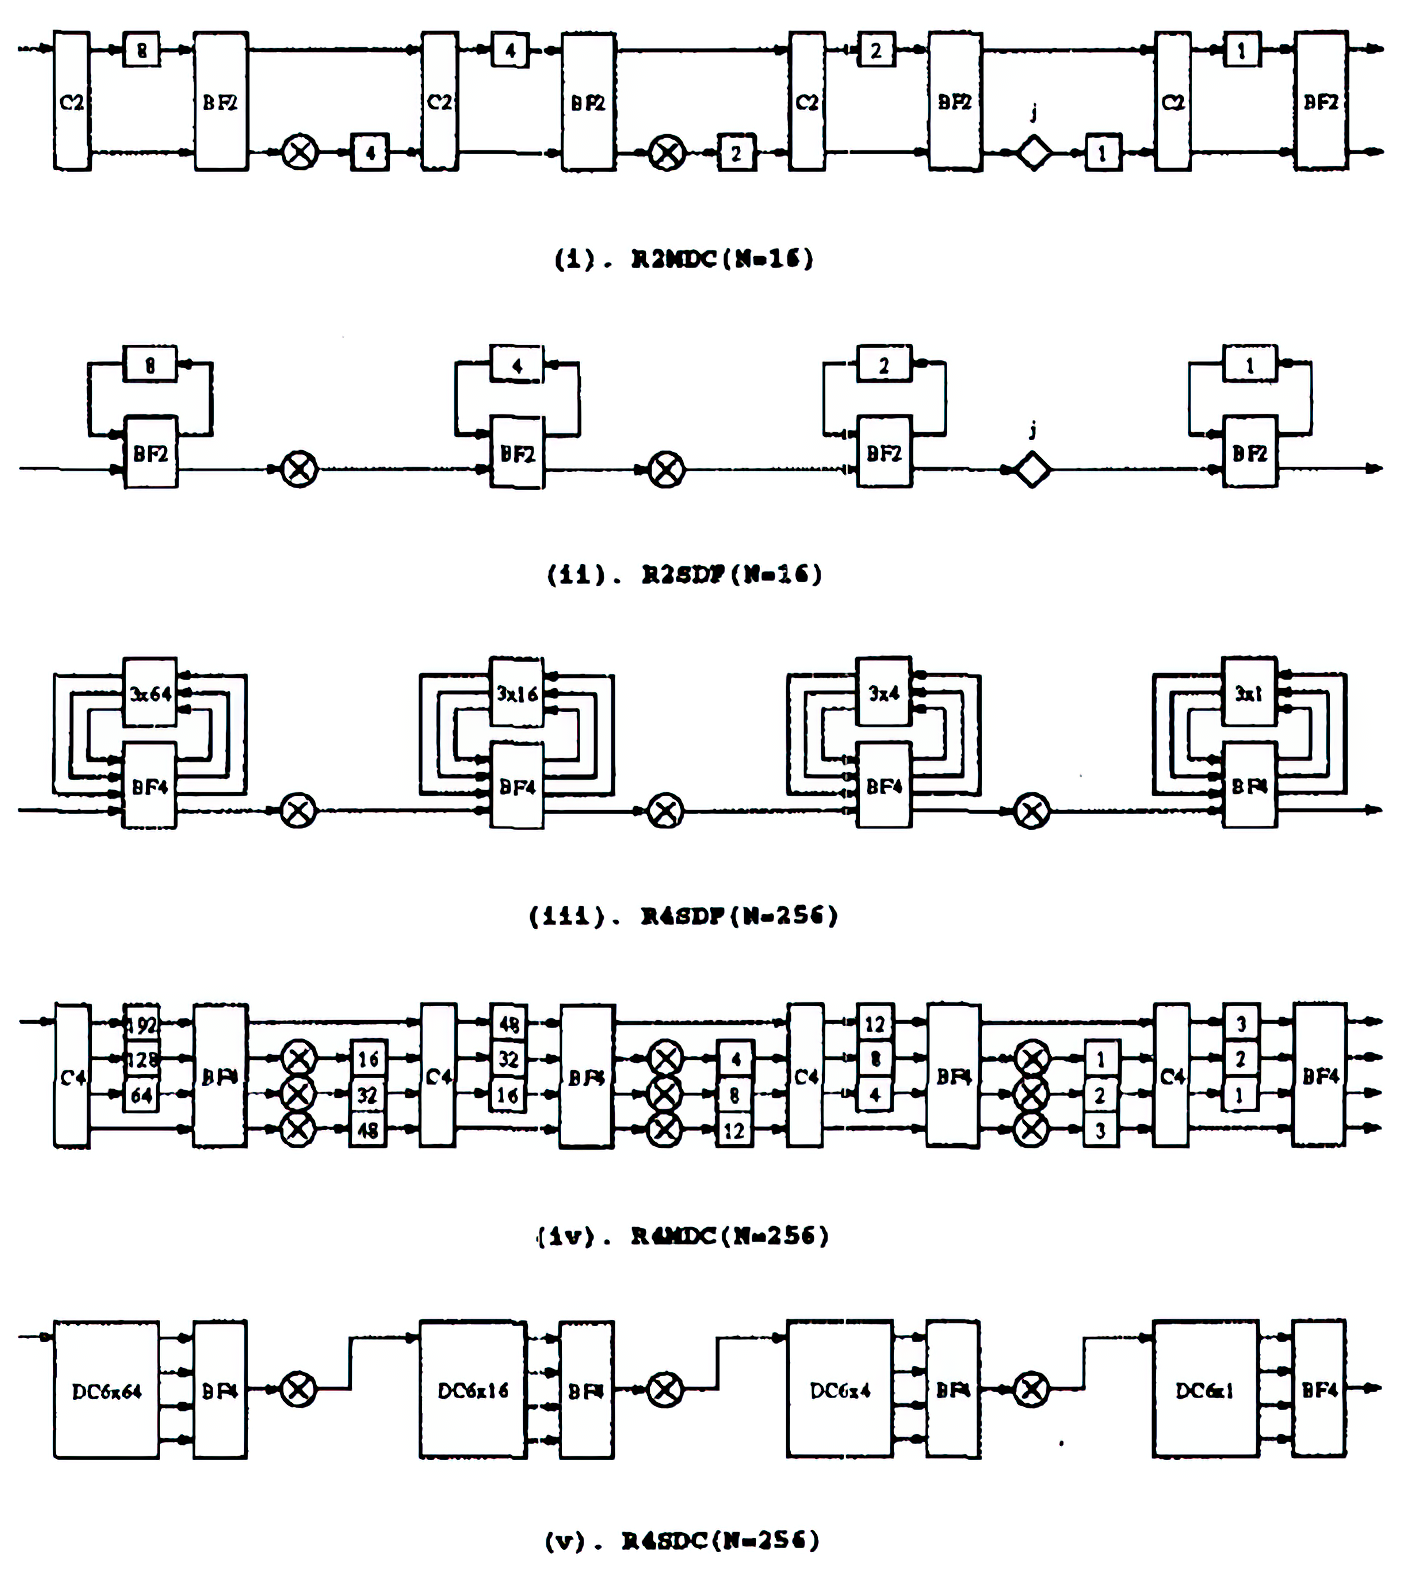 8 4 2 1
C2 BF2 C2 BF2 C2 BF2 C2 BF2
j
4 2 1
(i). R2MDC(N=16)
8 4 2 1
BF2 BF2 BF2 j BF2
(ii). R2SDF(N=16)
3x64 3x16 3x4 3x1
BF4 BF4 BF4 BF4
(iii). R4SDF(N=256)
192 48 12 3
128 16 32 4 8 1 2
C4 BF4 C4 BF4 C4 BF4 C4 BF4
64 32 16 8 4 2 1
48 12 3
(iv). R4MDC(N=256)
DC6x64 BF4 DC6x16 BF4 DC6x4 BF4 DC6x1 BF4
(v). R4SDC(N=256)